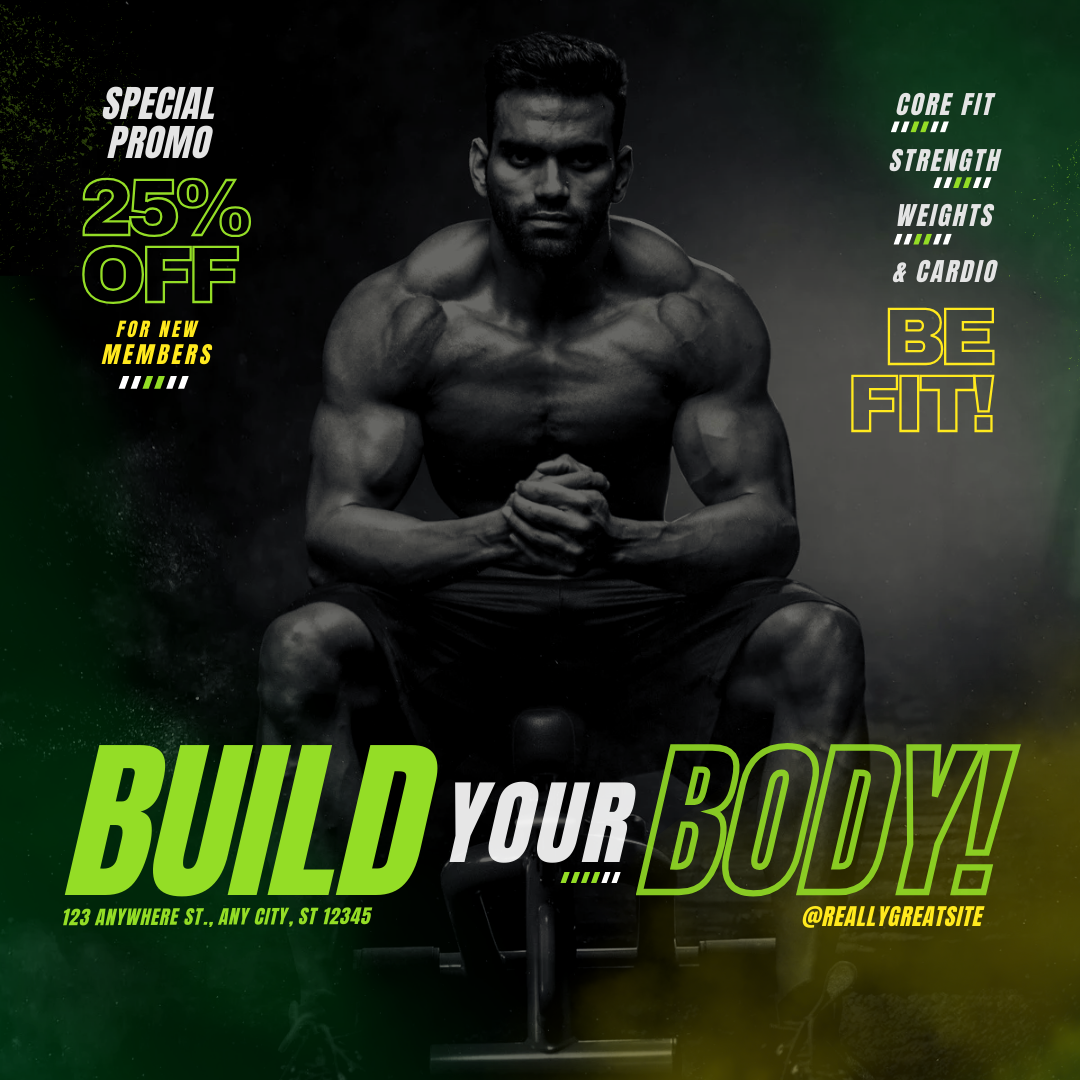 SPECIAL
PROMO
25%
OFF
FOR NEW
MEMBERS
CORE FIT
STRENGTH
WEIGHTS
& CARDIO
BE
FIT!
BUILD YOUR BODY!
123 ANYWHERE ST., ANY CITY, ST 12345
@REALLYGREATSITE